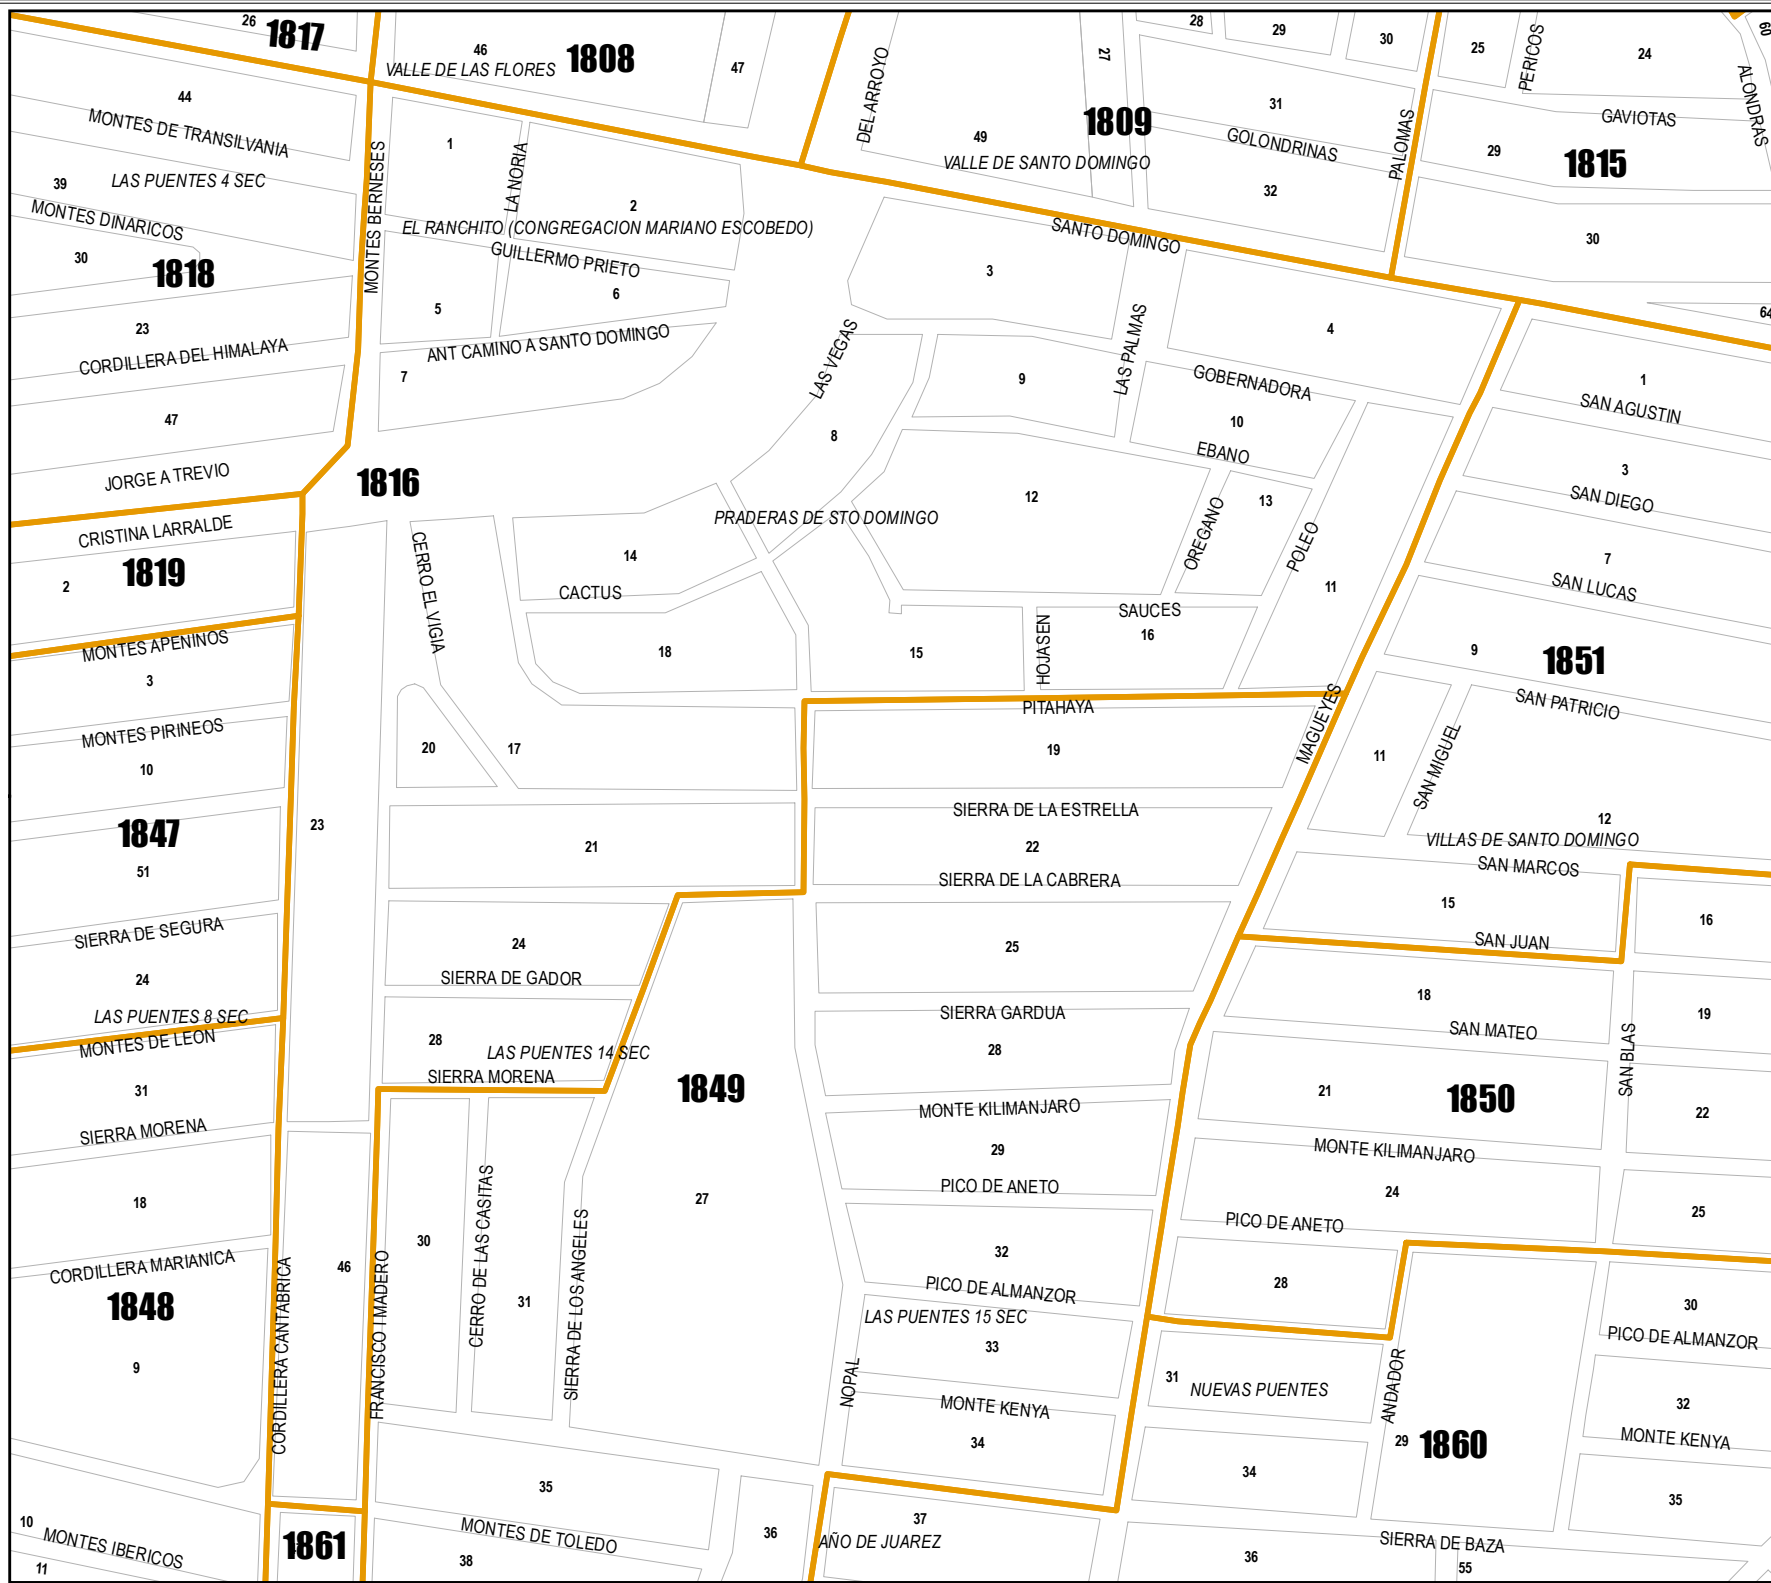 26
1817
46
1808
VALLE DE LAS FLORES
47
DEL ARROYO
27
28
29
30
25
PERICOS
24
60
ALONDRAS
44
MONTES DE TRANSILVANIA
1
LA NORIA
49
1809
VALLE DE SANTO DOMINGO
31
GOLONDRINAS
PALOMAS
GAVIOTAS
29
1815
39
LAS PUENTES 4 SEC
MONTES BERNESES
2
32
MONTES DINARICOS
EL RANCHITO (CONGREGACION MARIANO ESCOBEDO)
SANTO DOMINGO
30
30
1818
GUILLERMO PRIETO
3
5
6
64
23
CORDILLERA DEL HIMALAYA
ANT CAMINO A SANTO DOMINGO
7
LAS VEGAS
LAS PALMAS
4
9
GOBERNADORA
1
SAN AGUSTIN
47
8
10
EBANO
JORGE A TREVIO
1816
3
SAN DIEGO
12
13
OREGANO
POLEO
PRADERAS DE STO DOMINGO
CRISTINA LARRALDE
1819
2
CERRO EL VIGIA
14
CACTUS
11
7
SAN LUCAS
SAUCES
16
MONTES APENINOS
3
18
15
HOJASEN
9
1851
SAN PATRICIO
PITAHAYA
MAGUEYES
MONTES PIRINEOS
10
20
17
19
11
SAN MIGUEL
1847
23
21
SIERRA DE LA ESTRELLA
22
12
VILLAS DE SANTO DOMINGO
51
SIERRA DE LA CABRERA
SAN MARCOS
15
16
SIERRA DE SEGURA
24
25
SAN JUAN
24
SIERRA DE GADOR
18
LAS PUENTES 8 SEC
SIERRA GARDUA
19
MONTES DE LEON
28
LAS PUENTES 14 SEC
28
SAN MATEO
SAN BLAS
SIERRA MORENA
1849
31
21
1850
MONTE KILIMANJARO
22
SIERRA MORENA
29
MONTE KILIMANJARO
CERRO DE LAS CASITAS
18
27
PICO DE ANETO
24
25
PICO DE ANETO
30
SIERRA DE LOS ANGELES
CORDILLERA MARIANICA
46
32
28
1848
CORDILLERA CANTABRICA
FRANCISCO I MADERO
31
PICO DE ALMANZOR
LAS PUENTES 15 SEC
30
PICO DE ALMANZOR
9
33
NOPAL
31
NUEVAS PUENTES
ANDADOR
MONTE KENYA
32
34
29
1860
MONTE KENYA
35
34
35
10
MONTES IBERICOS
1861
MONTES DE TOLEDO
36
37
AÑO DE JUAREZ
SIERRA DE BAZA
11
38
36
55